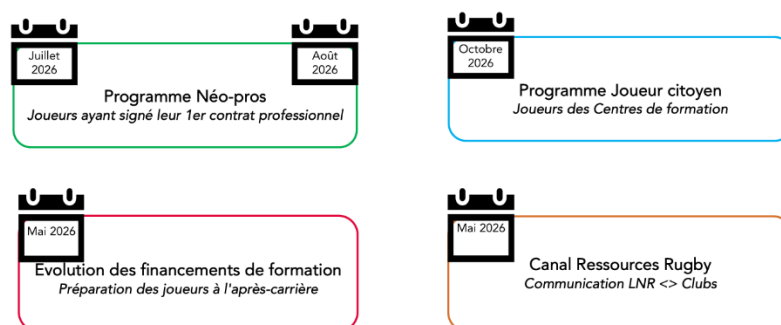 Juillet
2026
Août
2026
Programme Néo-pros
Joueurs ayant signé leur 1er contrat professionnel
Octobre
2026
Programme Joueur citoyen
Joueurs des Centres de formation
Mai 2026
Evolution des financements de formation
Préparation des joueurs à l'après-carrière
Mai 2026
Canal Ressources Rugby
Communication LNR <> Clubs